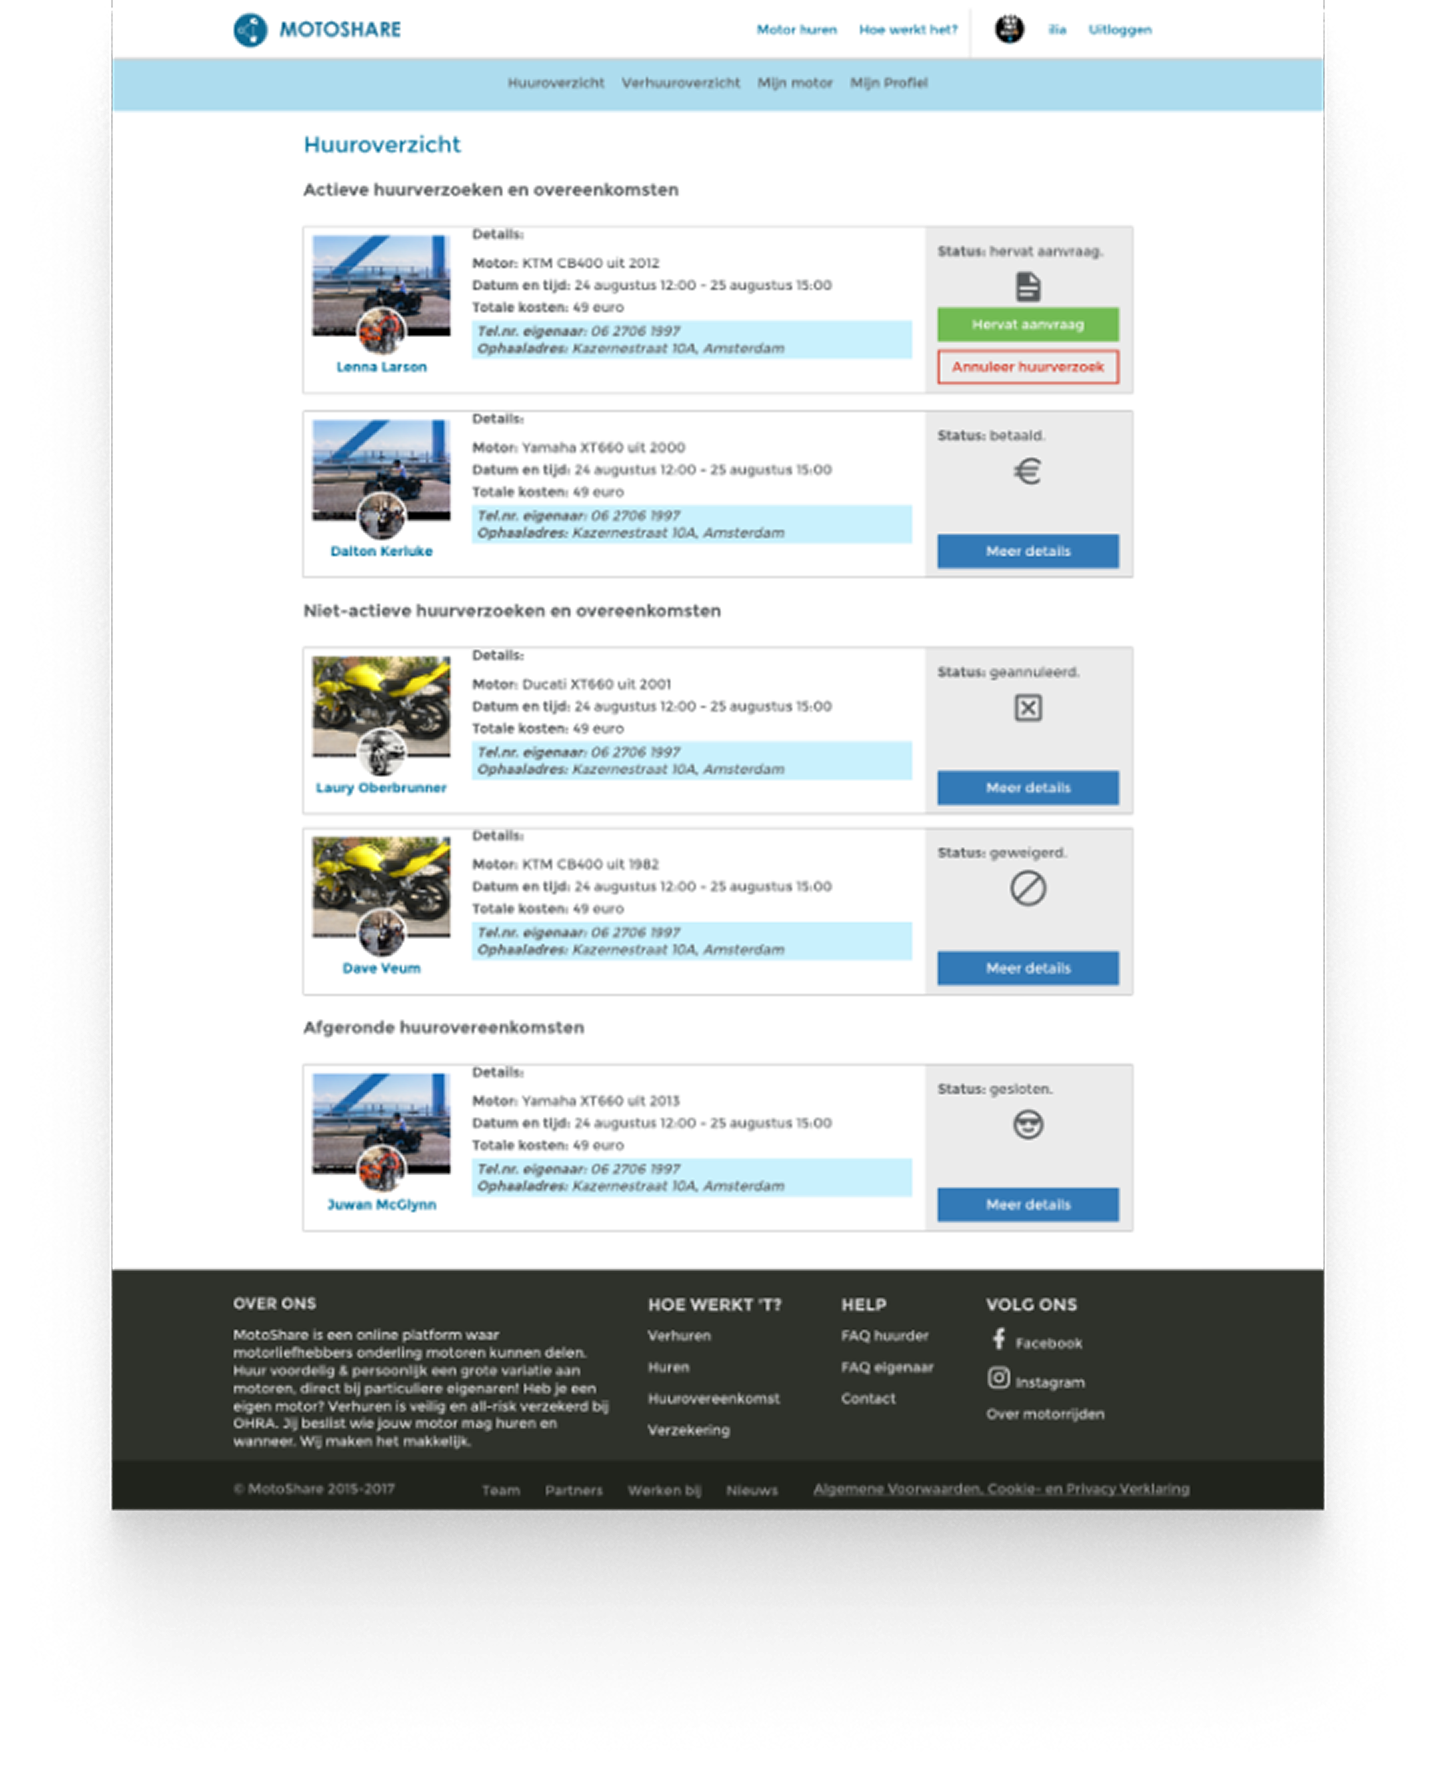 MOTOSHARE
Motor huren Hoe werkt het? ilia Uitloggen
Huuroverzicht Verhuuroverzicht Mijn motor Mijn Profiel
Huuroverzicht
Actieve huurverzoeken en overeenkomsten
Details:
Motor: KTM CB400 uit 2012
Datum en tijd: 24 augustus 12:00 - 25 augustus 15:00
Totale kosten: 49 euro
Tel.nr. eigenaar: 06 2706 1997
Ophaaladres: Kazernestraat 10A, Amsterdam
Lenna Larson
Status: hervat aanvraag.
Hervat aanvraag
Annuleer huurverzoek
Details:
Motor: Yamaha XT660 uit 2000
Datum en tijd: 24 augustus 12:00 - 25 augustus 15:00
Totale kosten: 49 euro
Tel.nr. eigenaar: 06 2706 1997
Ophaaladres: Kazernestraat 10A, Amsterdam
Dalton Kerluke
Status: betaald.
Meer details
Niet-actieve huurverzoeken en overeenkomsten
Details:
Motor: Ducati XT660 uit 2001
Datum en tijd: 24 augustus 12:00 - 25 augustus 15:00
Totale kosten: 49 euro
Tel.nr. eigenaar: 06 2706 1997
Ophaaladres: Kazernestraat 10A, Amsterdam
Laury Oberbrunner
Status: geannuleerd.
Meer details
Details:
Motor: KTM CB400 uit 1982
Datum en tijd: 24 augustus 12:00 - 25 augustus 15:00
Totale kosten: 49 euro
Tel.nr. eigenaar: 06 2706 1997
Ophaaladres: Kazernestraat 10A, Amsterdam
Dave Veum
Status: geweigerd.
Meer details
Afgeronde huurovereenkomsten
Details:
Motor: Yamaha XT660 uit 2013
Datum en tijd: 24 augustus 12:00 - 25 augustus 15:00
Totale kosten: 49 euro
Tel.nr. eigenaar: 06 2706 1997
Ophaaladres: Kazernestraat 10A, Amsterdam
Juwan McGlynn
Status: gesloten.
Meer details
OVER ONS
MotoShare is een online platform waar
motorliefhebbers onderling motoren kunnen delen.
Huur voordelig & persoonlijk een grote variatie aan
motoren, direct bij particuliere eigenaren! Heb je een
eigen motor? Verhuren is veilig en all-risk verzekerd bij
OHRA. Jij beslist wie jouw motor mag huren en
wanneer. Wij maken het makkelijk.
HOE WERKT 'T?
Verhuren
Huren
Huurovereenkomst
Verzekering
HELP
FAQ huurder
FAQ eigenaar
Contact
VOLG ONS
Facebook
Instagram
Over motorrijden
© MotoShare 2015-2017 Team Partners Werken bij Nieuws Algemene Voorwaarden, Cookie- en Privacy Verklaring